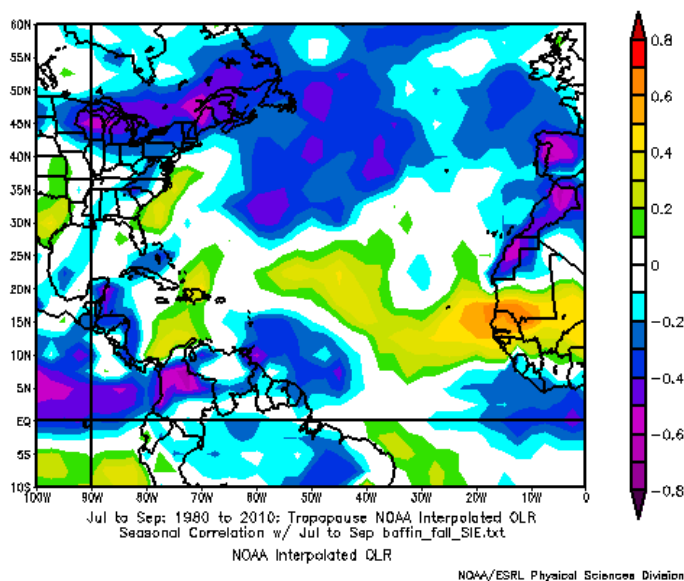 60N
55N
50N
45N
40N
35N
30N
25N
20N
15N
10N
5N
EQ
5S
10S
100W 90W 80W 70W 60W 50W 40W 30W 20W 10W 0
0.8
0.6
0.4
0.2
0
−0.2
−0.4
−0.6
−0.8
Jul to Sep: 1980 to 2010: Tropopause NOAA Interpolated OLR
Seasonal Correlation w/ Jul to Sep baffin_fall_SIE.txt
NOAA Interpolated OLR
NOAA/ESRL Physical Sciences Division